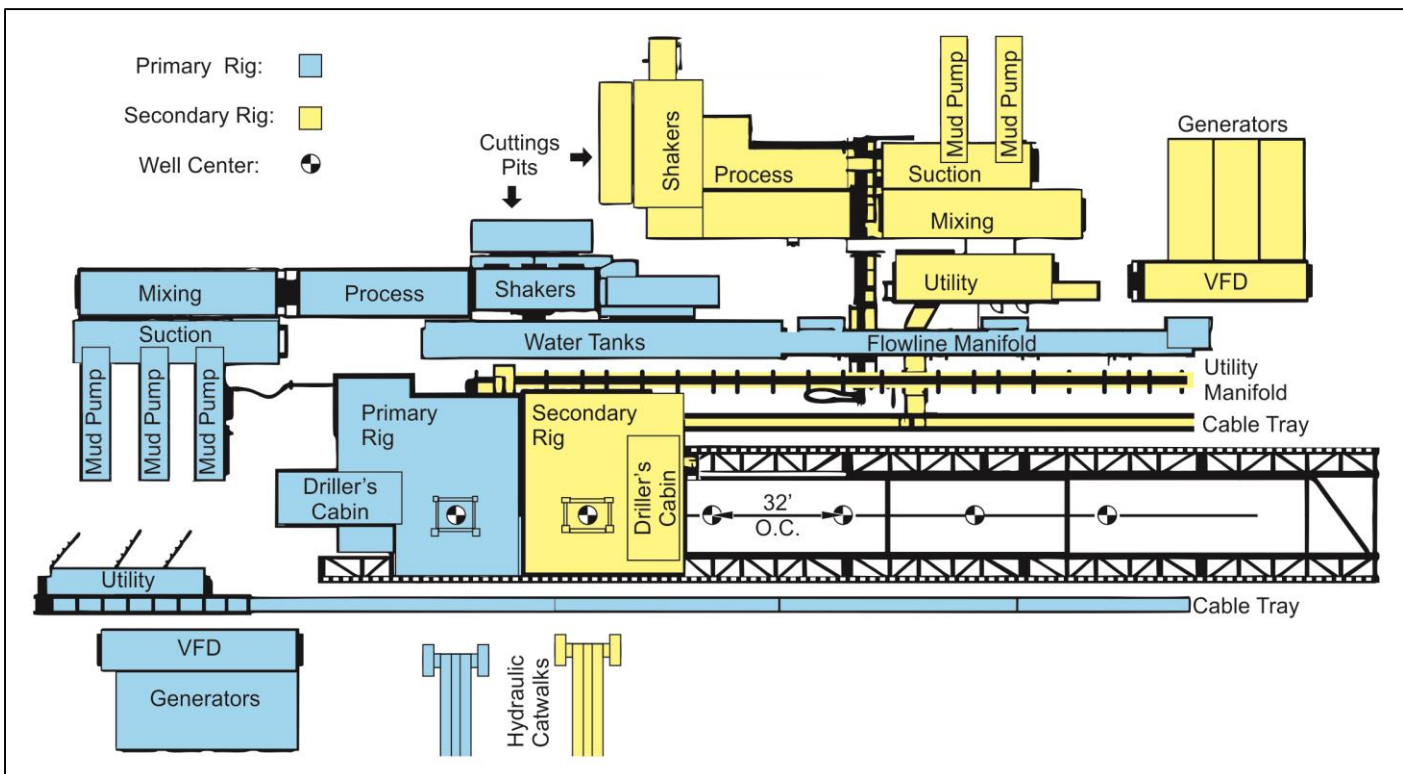 Primary Rig:
Secondary Rig:
Well Center:
Cuttings
Pits
Shakers
Process
Suction
Mud Pump
Mud Pump
Mixing
Utility
Generators
VFD
Mixing
Process
Shakers
Suction
Mud Pump
Mud Pump
Mud Pump
Water Tanks
Flowline Manifold
Utility
Manifold
Cable Tray
Primary
Rig
Secondary
Rig
Driller's
Cabin
Driller's
Cabin
32'
O.C.
Utility
Cable Tray
VFD
Generators
Hydraulic
Catwalks